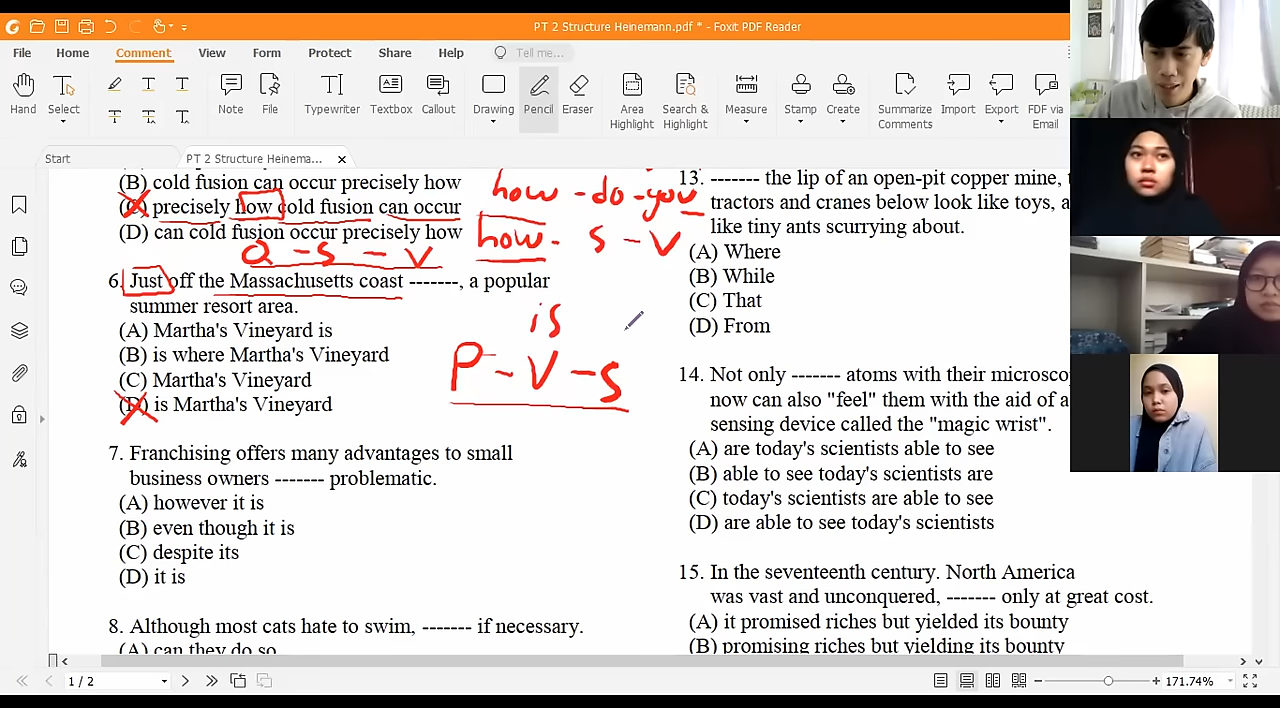 PT 2 Structure Heinemann.pdf * - Foxit PDF Reader
File Home Comment View Form Protect Share Help Tell me...
Hand Select Note File Typewriter Textbox Callout Drawing Pencil Eraser Area Highlight Search & Highlight Measure Stamp Create Summarize Comments Import Export PDF via Email
Start PT 2 Structure Heinema...
(B) cold fusion can occur precisely how
(C) precisely how cold fusion can occur
(D) can cold fusion occur precisely how
how - do - you
how - S - V
Q - S - V
6. Just off the Massachusetts coast -------, a popular
summer resort area.
(A) Martha's Vineyard is
(B) is where Martha's Vineyard
(C) Martha's Vineyard
(D) is Martha's Vineyard
is
P - V - S
7. Franchising offers many advantages to small
business owners ------- problematic.
(A) however it is
(B) even though it is
(C) despite its
(D) it is
8. Although most cats hate to swim, ------- if necessary.
(A) can they do so
13. ------- the lip of an open-pit copper mine,
tractors and cranes below look like toys, a
like tiny ants scurrying about.
(A) Where
(B) While
(C) That
(D) From
14. Not only ------- atoms with their microsco
now can also "feel" them with the aid of a
sensing device called the "magic wrist".
(A) are today's scientists able to see
(B) able to see today's scientists are
(C) today's scientists are able to see
(D) are able to see today's scientists
15. In the seventeenth century. North America
was vast and unconquered, ------- only at great cost.
(A) it promised riches but yielded its bounty
(B) promising riches but yielding its bounty
1 / 2
171.74%